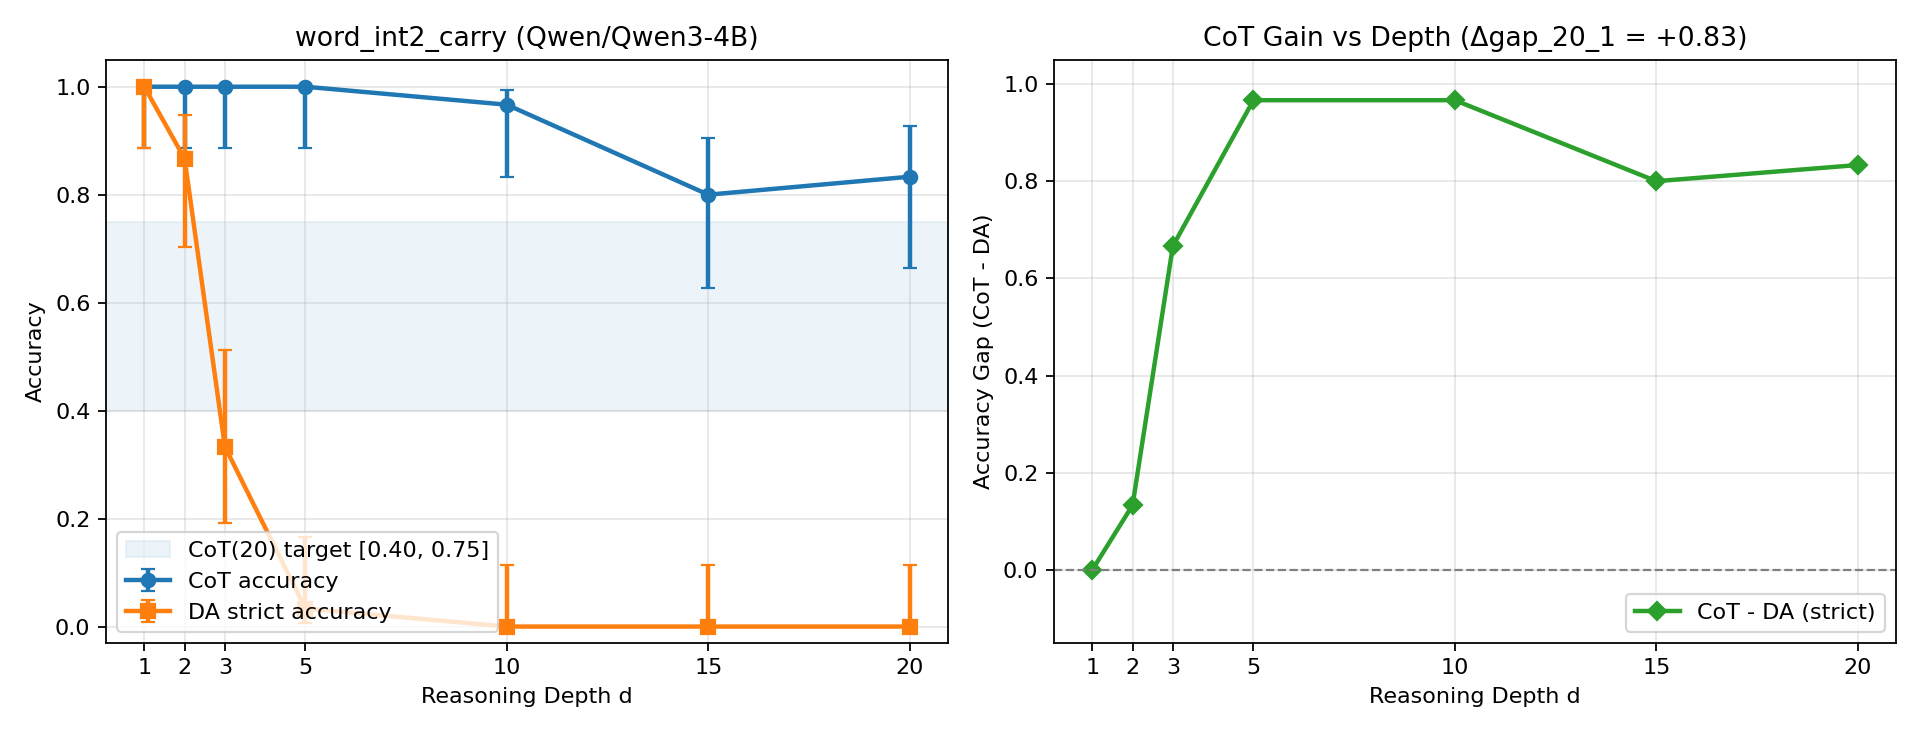 word_int2_carry (Qwen/Qwen3-4B)
Accuracy
1.0
0.8
0.6
0.4
0.2
0.0
CoT(20) target [0.40, 0.75]
CoT accuracy
DA strict accuracy
1 2 3 5 10 15 20
Reasoning Depth d
CoT Gain vs Depth (Δgap_20_1 = +0.83)
Accuracy Gap (CoT - DA)
1.0
0.8
0.6
0.4
0.2
0.0
CoT - DA (strict)
1 2 3 5 10 15 20
Reasoning Depth d